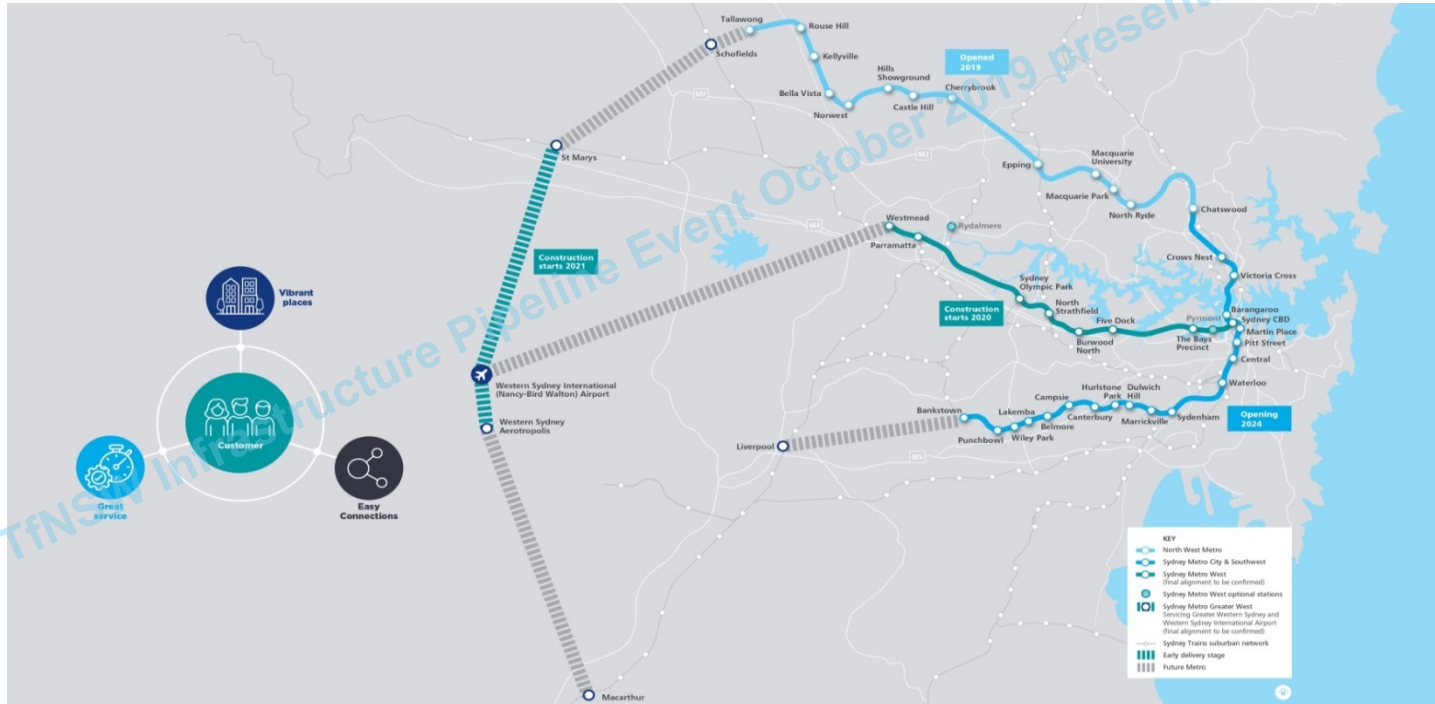 TfNSW Infrastructure Pipeline Event October 2019 present
Tallawong
Rouse Hill
Schofields
Kellyville
Opened
2019
Hills
Showground
Cherrybrook
Bella Vista
Castle Hill
Norwest
M7
St Marys
M2
Epping
Macquarie
University
Macquarie Park
North Ryde
Chatswood
Westmead
Rydalmere
M4
Parramatta
Construction
starts 2021
Crows Nest
Victoria Cross
Sydney
Olympic Park
North
Strathfield
Construction
starts 2020
Five Dock
Burwood
North
Pyrmont
The Bays
Precinct
Barangaroo
Sydney CBD
Martin Place
Pitt Street
Central
Waterloo
Vibrant
places
Customer
Great
service
Easy
Connections
Western Sydney International
(Nancy-Bird Walton) Airport
Western Sydney
Aerotropolis
Bankstown
Punchbowl
Lakemba
Wiley Park
Campsie
Belmore
Hurlstone
Park
Canterbury
Dulwich
Hill
Marrickville
Sydenham
Opening
2024
Liverpool
M5
Macarthur
KEY
North West Metro
Sydney Metro City & Southwest
Sydney Metro West
(final alignment to be confirmed)
Sydney Metro West optional stations
Sydney Metro Greater West
Servicing Greater Western Sydney and
Western Sydney International Airport
(final alignment to be confirmed)
Sydney Trains suburban network
Early delivery stage
Future Metro